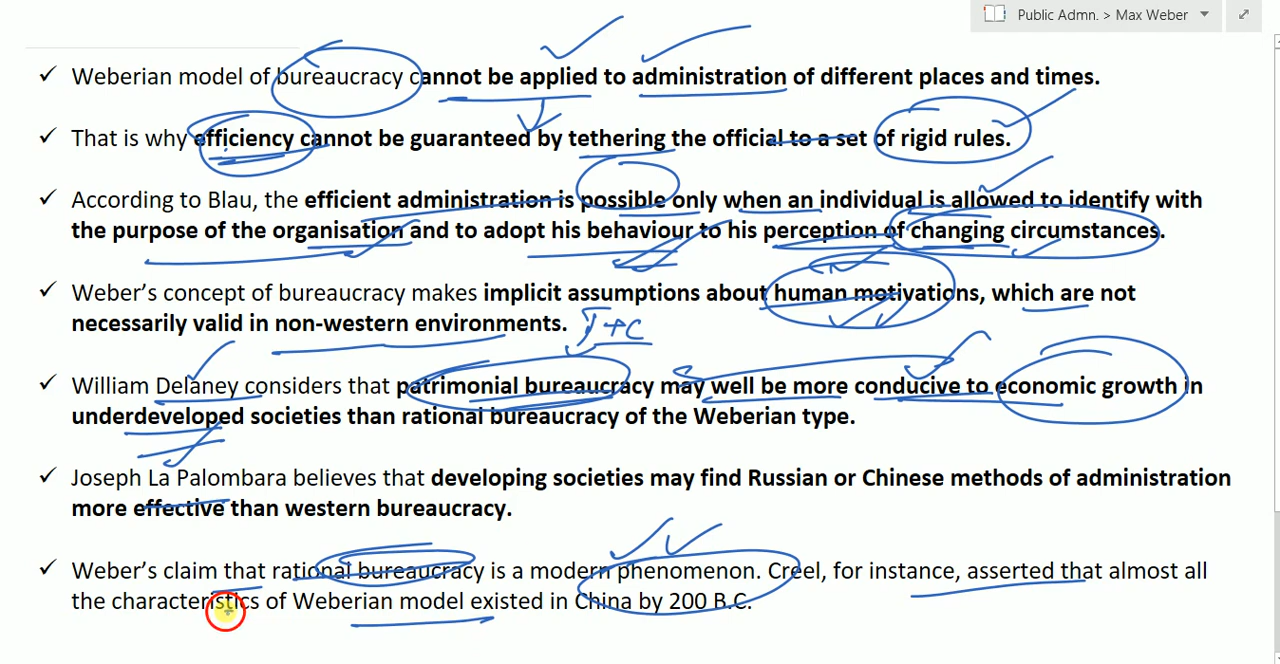 Public Admn. > Max Weber
✓ Weberian model of bureaucracy cannot be applied to administration of different places and times.
✓ That is why efficiency cannot be guaranteed by tethering the official to a set of rigid rules.
✓ According to Blau, the efficient administration is possible only when an individual is allowed to identify with
the purpose of the organisation and to adopt his behaviour to his perception of changing circumstances.
✓ Weber's concept of bureaucracy makes implicit assumptions about human motivations, which are not
necessarily valid in non-western environments.
T+C
✓ William Delaney considers that patrimonial bureaucracy may well be more conducive to economic growth in
underdeveloped societies than rational bureaucracy of the Weberian type.
✓ Joseph La Palombara believes that developing societies may find Russian or Chinese methods of administration
more effective than western bureaucracy.
✓ Weber's claim that rational bureaucracy is a modern phenomenon. Creel, for instance, asserted that almost all
the characteristics of Weberian model existed in China by 200 B.C.